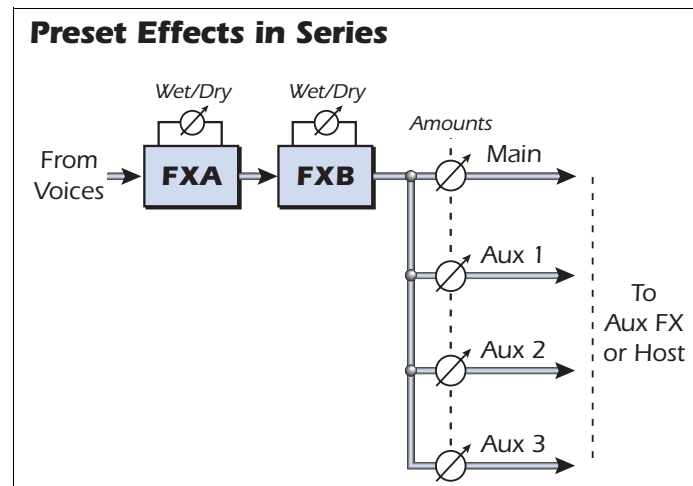 Preset Effects in Series
Wet/Dry
Wet/Dry
Amounts
From
Voices
FXA
FXB
Main
Aux 1
Aux 2
Aux 3
To
Aux FX
or Host